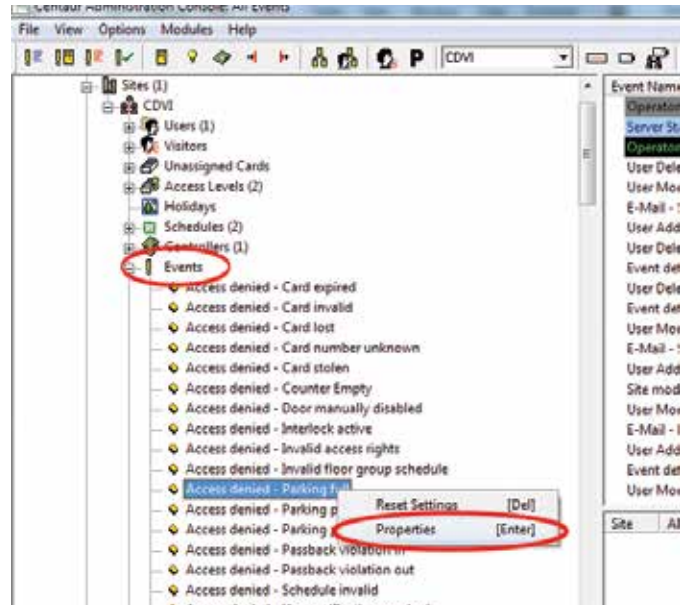 Centaur Administration Console: All Events
File View Options Modules Help
P CDVI
Sites (1)
CDVI
Users (1)
Visitors
Unassigned Cards
Access Levels (2)
Holidays
Schedules (2)
Controllers (1)
Events
Access denied - Card expired
Access denied - Card invalid
Access denied - Card lost
Access denied - Card number unknown
Access denied - Card stolen
Access denied - Counter Empty
Access denied - Door manually disabled
Access denied - Interlock active
Access denied - Invalid access rights
Access denied - Invalid floor group schedule
Access denied - Parking full
Access denied - Parking p
Access denied - Parking
Access denied - Passback violation in
Access denied - Passback violation out
Access denied - Schedule invalid
Reset Settings [Del]
Properties [Enter]
Event Name
Operator
Server Sta
Operator
User Dele
User Mod
E-Mail - S
User Add
User Dele
Event det
User Dele
Event det
User Mod
E-Mail - S
User Add
Site mod
User Mod
E-Mail - I
User Add
Event det
User Mod
Site Al